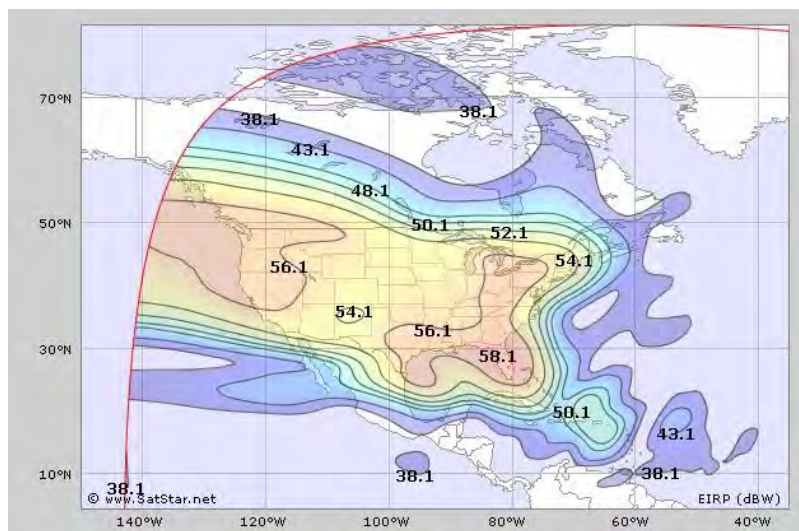 70°N
50°N
30°N
10°N
38.1
38.1
43.1
48.1
50.1
52.1
54.1
56.1
54.1
56.1
58.1
50.1
43.1
38.1
38.1
38.1
© www.SatStar.net
EIRP (dBW)
140°W
120°W
100°W
80°W
60°W
40°W